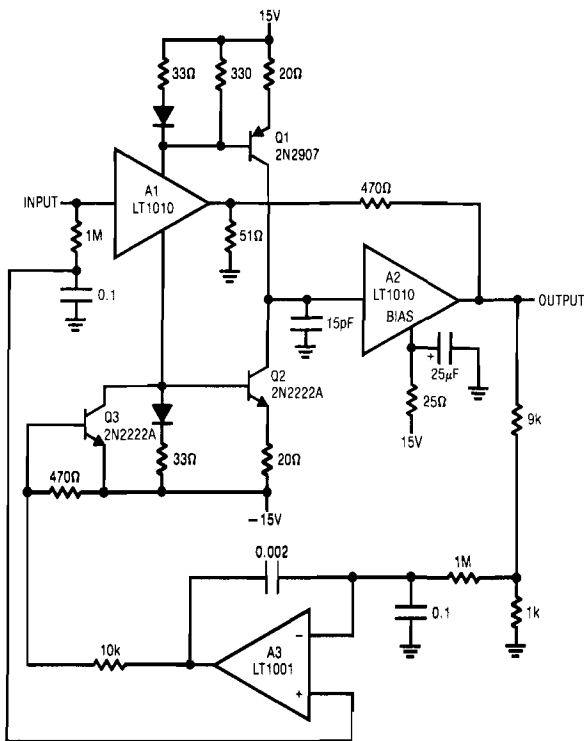 15V
33Ω
330
20Ω
Q1
2N2907
A1
LT1010
INPUT
470Ω
1M
51Ω
0.1
A2
LT1010
BIAS
OUTPUT
15pF
+
25µF
Q2
2N2222A
Q3
2N2222A
25Ω
15V
9k
33Ω
20Ω
470Ω
−15V
0.002
1M
0.1
1k
10k
A3
LT1001
−
+